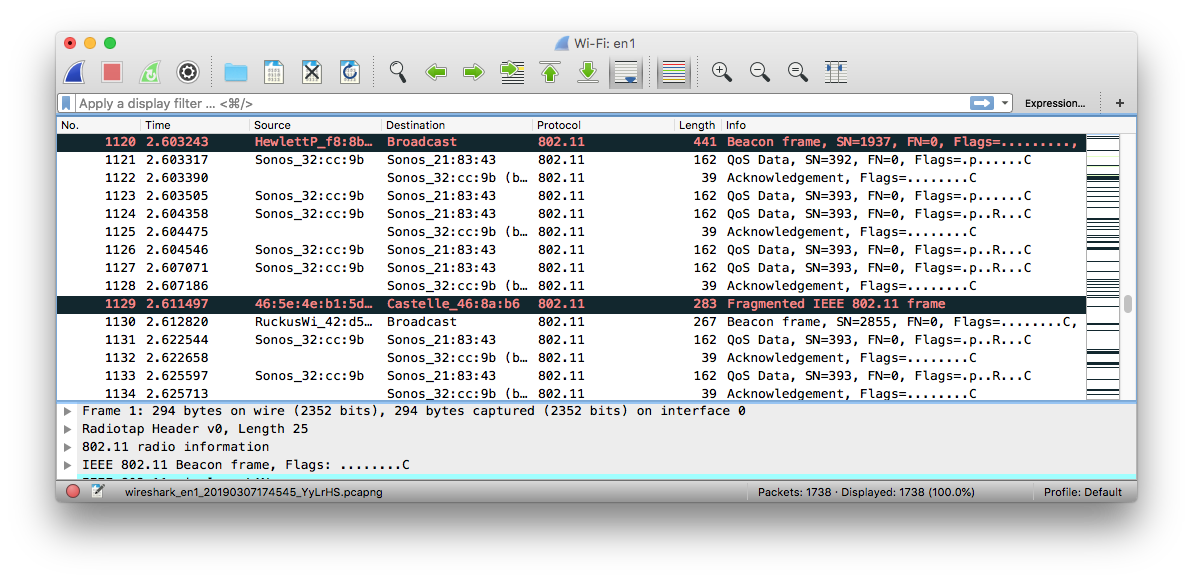 Wi-Fi: en1
Apply a display filter ... <⌘/>
Expression...
+
No. Time Source Destination Protocol Length Info
1120 2.603243 HewlettP_f8:8b… Broadcast 802.11 441 Beacon frame, SN=1937, FN=0, Flags=.........,
1121 2.603317 Sonos_32:cc:9b Sonos_21:83:43 802.11 162 QoS Data, SN=392, FN=0, Flags=.p......C
1122 2.603390 Sonos_32:cc:9b (b… 802.11 39 Acknowledgement, Flags=........C
1123 2.603505 Sonos_32:cc:9b Sonos_21:83:43 802.11 162 QoS Data, SN=393, FN=0, Flags=.p......C
1124 2.604358 Sonos_32:cc:9b Sonos_21:83:43 802.11 162 QoS Data, SN=393, FN=0, Flags=.p..R...C
1125 2.604475 Sonos_32:cc:9b (b… 802.11 39 Acknowledgement, Flags=........C
1126 2.604546 Sonos_32:cc:9b Sonos_21:83:43 802.11 162 QoS Data, SN=393, FN=0, Flags=.p..R...C
1127 2.607071 Sonos_32:cc:9b Sonos_21:83:43 802.11 162 QoS Data, SN=393, FN=0, Flags=.p..R...C
1128 2.607186 Sonos_32:cc:9b (b… 802.11 39 Acknowledgement, Flags=........C
1129 2.611497 46:5e:4e:b1:5d… Castelle_46:8a:b6 802.11 283 Fragmented IEEE 802.11 frame
1130 2.612820 RuckusWi_42:d5… Broadcast 802.11 267 Beacon frame, SN=2855, FN=0, Flags=........C,
1131 2.622544 Sonos_32:cc:9b Sonos_21:83:43 802.11 162 QoS Data, SN=393, FN=0, Flags=.p..R...C
1132 2.622658 Sonos_32:cc:9b (b… 802.11 39 Acknowledgement, Flags=........C
1133 2.625597 Sonos_32:cc:9b Sonos_21:83:43 802.11 162 QoS Data, SN=393, FN=0, Flags=.p..R...C
1134 2.625713 Sonos_32:cc:9b (b… 802.11 39 Acknowledgement, Flags=........C
Frame 1: 294 bytes on wire (2352 bits), 294 bytes captured (2352 bits) on interface 0
Radiotap Header v0, Length 25
802.11 radio information
IEEE 802.11 Beacon frame, Flags: ........C
wireshark_en1_20190307174545_YyLrHS.pcapng
Packets: 1738 · Displayed: 1738 (100.0%)
Profile: Default